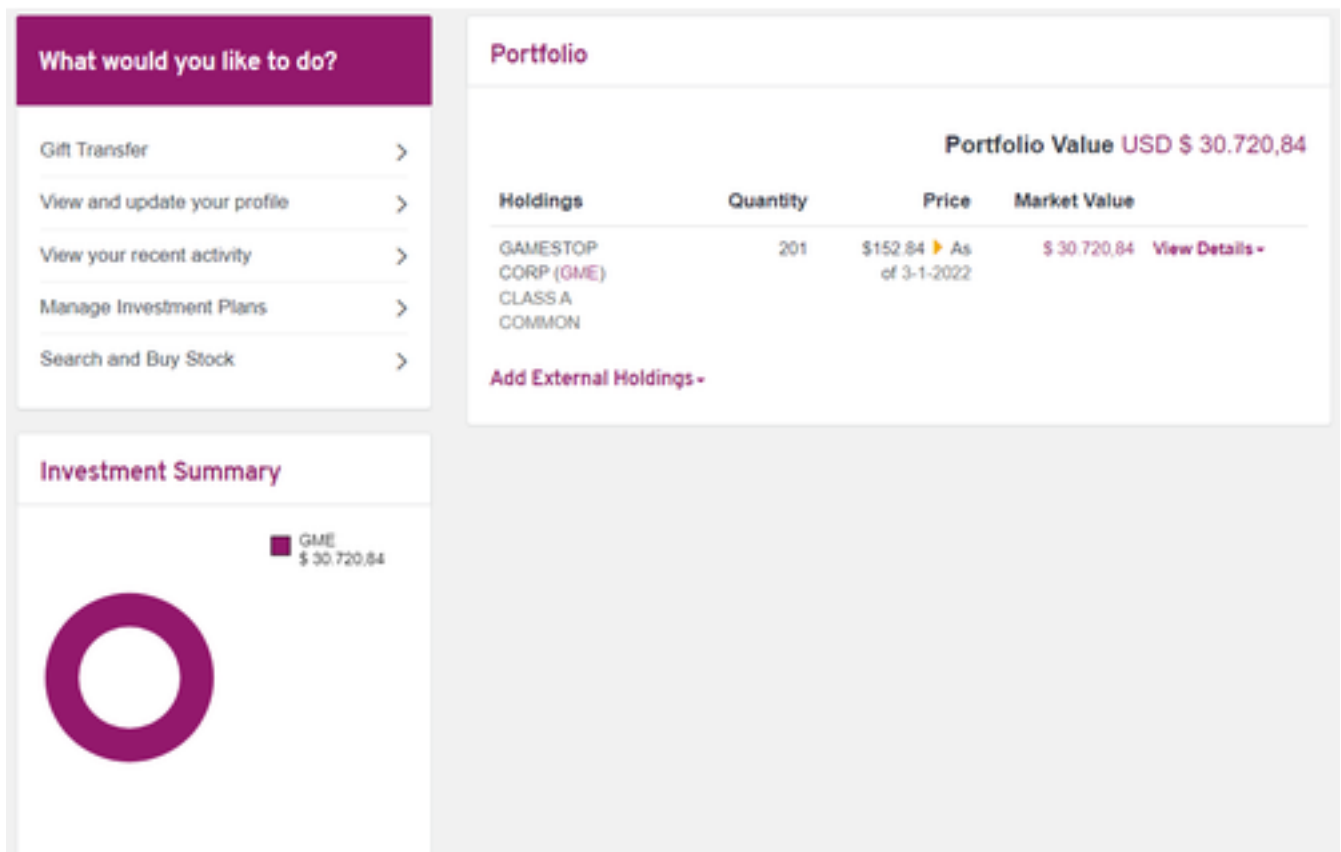 What would you like to do?
Gift Transfer
View and update your profile
View your recent activity
Manage Investment Plans
Search and Buy Stock
Portfolio
Portfolio Value USD $ 30.720,84
Holdings Quantity Price Market Value
GAMESTOP 201 $152.84 As $ 30.720,84 View Details
CORP (GME) of 3-1-2022
CLASS A
COMMON
Add External Holdings
Investment Summary
GME
$ 30.720,84